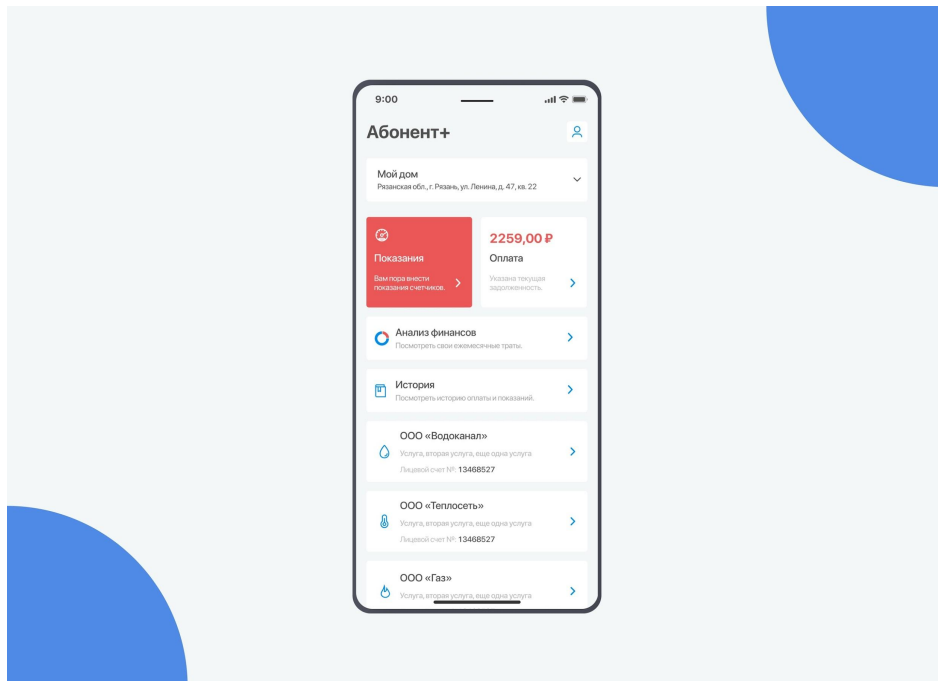 9:00
Абонент+
Мой дом
Рязанская обл., г. Рязань, ул. Ленина, д. 47, кв. 22
Показания
Вам пора внести
показания счетчиков.
2259,00 ₽
Оплата
Указана текущая
задолженность.
Анализ финансов
Посмотреть свои ежемесячные траты.
История
Посмотреть историю оплаты и показаний.
ООО «Водоканал»
Услуга, вторая услуга, еще одна услуга
Лицевой счет №: 13468527
ООО «Теплосеть»
Услуга, вторая услуга, еще одна услуга
Лицевой счет №: 13468527
ООО «Газ»
Услуга, вторая услуга, еще одна услуга